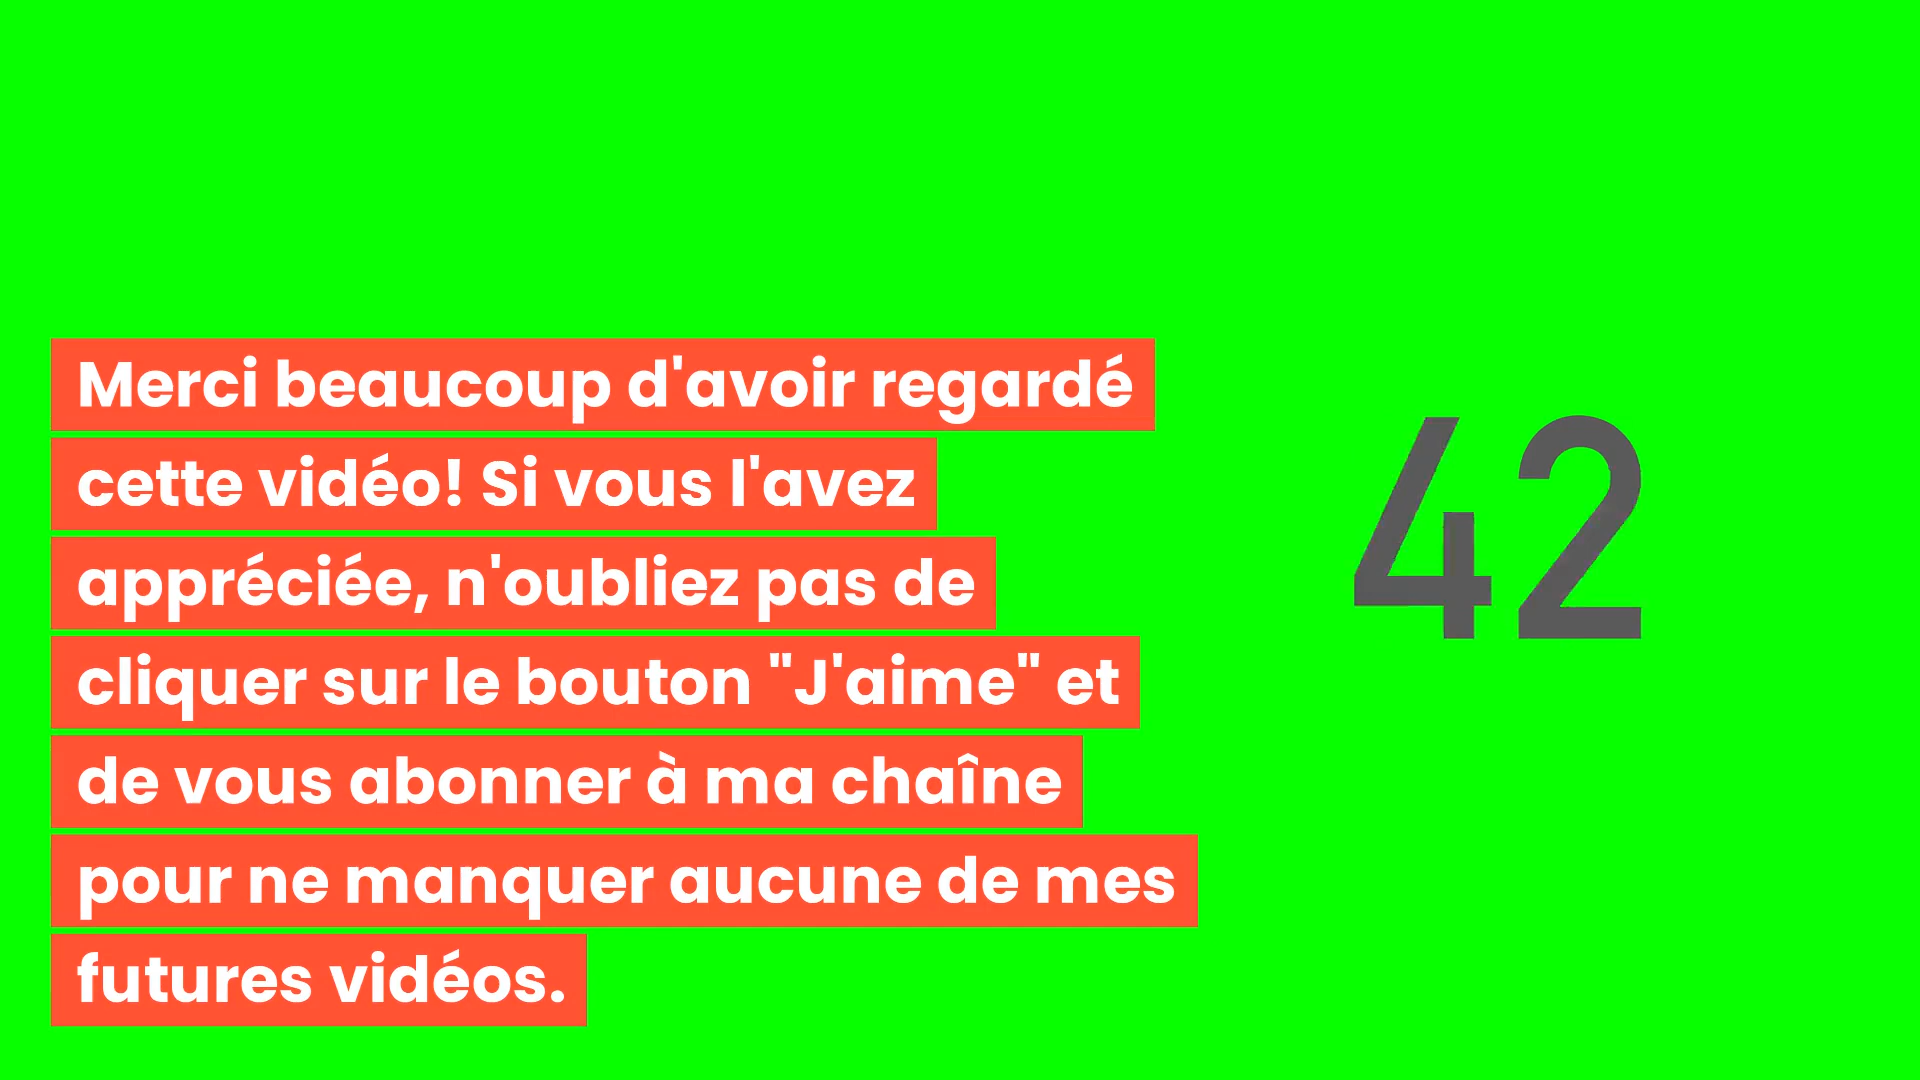 Merci beaucoup d'avoir regardé
cette vidéo! Si vous l'avez
appréciée, n'oubliez pas de
cliquer sur le bouton "J'aime" et
de vous abonner à ma chaîne
pour ne manquer aucune de mes
futures vidéos.
42